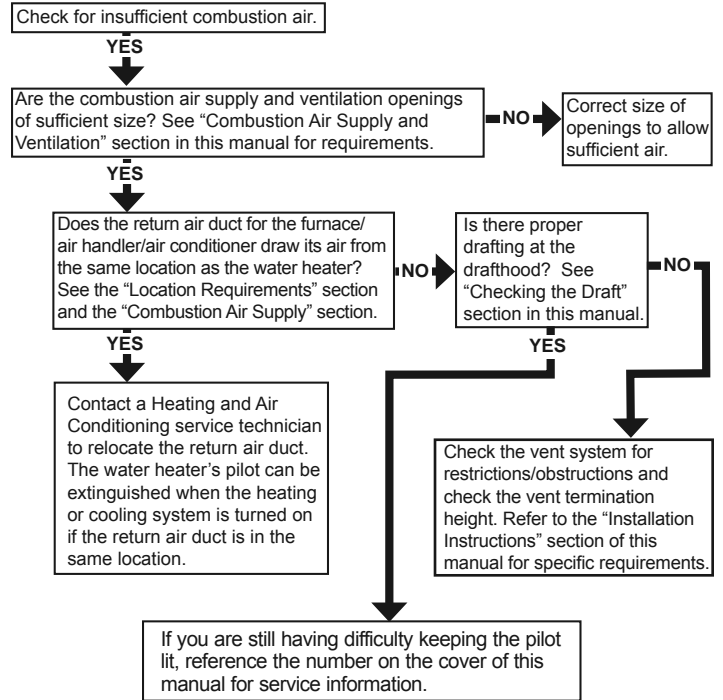 Check for insufficient combustion air.
YES
Are the combustion air supply and ventilation openings
of sufficient size? See “Combustion Air Supply and
Ventilation” section in this manual for requirements.
NO
Correct size of
openings to allow
sufficient air.
YES
Does the return air duct for the furnace/
air handler/air conditioner draw its air from
the same location as the water heater?
See the “Location Requirements” section
and the “Combustion Air Supply” section.
NO
Is there proper
drafting at the
drafthood? See
“Checking the Draft”
section in this manual.
NO
YES
YES
Contact a Heating and Air
Conditioning service technician
to relocate the return air duct.
The water heater’s pilot can be
extinguished when the heating
or cooling system is turned on
if the return air duct is in the
same location.
Check the vent system for
restrictions/obstructions and
check the vent termination
height. Refer to the “Installation
Instructions” section of this
manual for specific requirements.
If you are still having difficulty keeping the pilot
lit, reference the number on the cover of this
manual for service information.